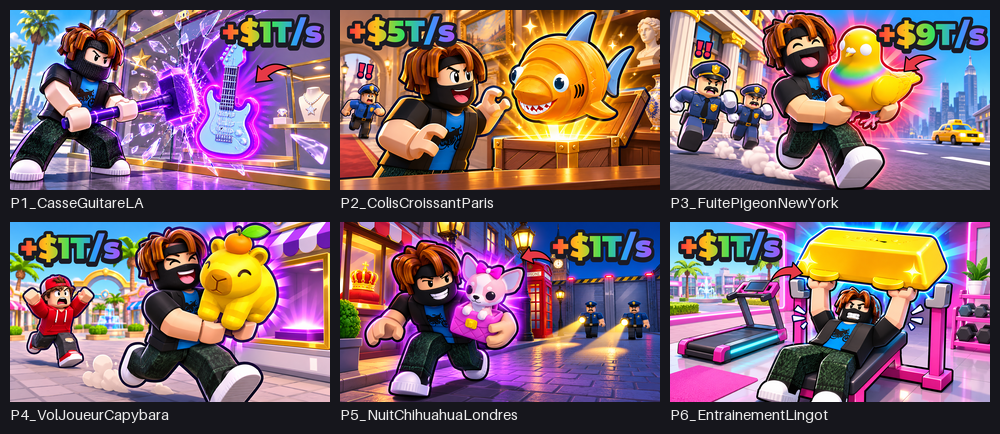 +$1T/s
+$5T/s
!!
+$9T/s
!!
P1_CasseGuitareLA
P2_ColisCroissantParis
P3_FuitePigeonNewYork
+$1T/s
+$1T/s
+$1T/s
P4_VolJoueurCapybara
P5_NuitChihuahuaLondres
P6_EntrainementLingot